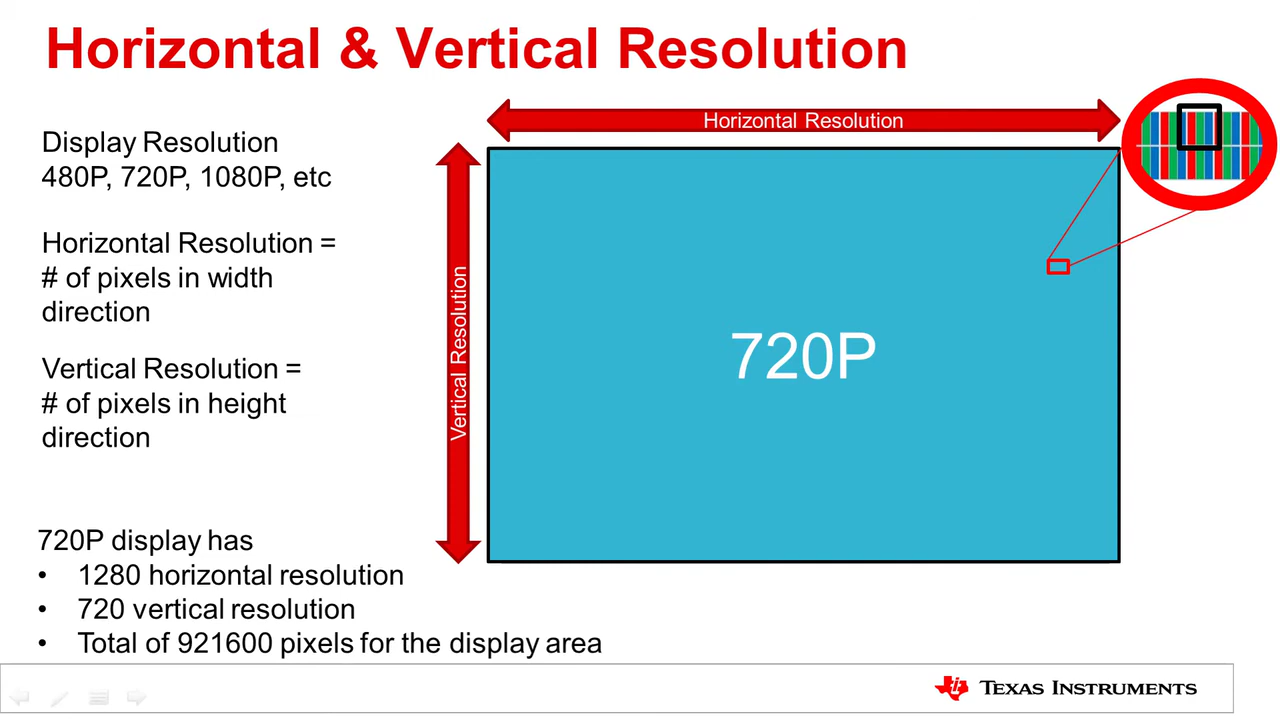 Horizontal & Vertical Resolution
Display Resolution
480P, 720P, 1080P, etc
Horizontal Resolution =
# of pixels in width
direction
Vertical Resolution =
# of pixels in height
direction
720P display has
• 1280 horizontal resolution
• 720 vertical resolution
• Total of 921600 pixels for the display area
Horizontal Resolution
Vertical Resolution
720P
TEXAS INSTRUMENTS